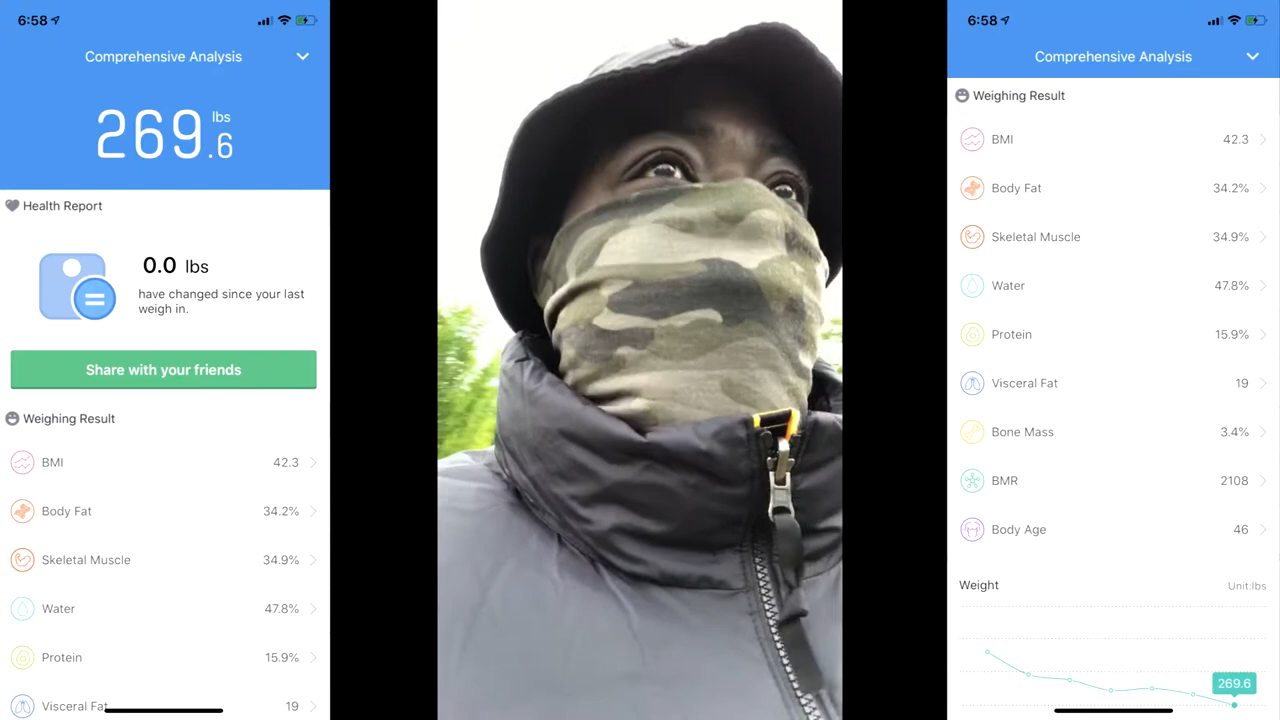 6:58
Comprehensive Analysis
269.6 lbs
Health Report
0.0 lbs
have changed since your last
weigh in.
Share with your friends
Weighing Result
BMI 42.3
Body Fat 34.2%
Skeletal Muscle 34.9%
Water 47.8%
Protein 15.9%
Visceral Fat 19
6:58
Comprehensive Analysis
Weighing Result
BMI 42.3
Body Fat 34.2%
Skeletal Muscle 34.9%
Water 47.8%
Protein 15.9%
Visceral Fat 19
Bone Mass 3.4%
BMR 2108
Body Age 46
Weight Unit:lbs
269.6